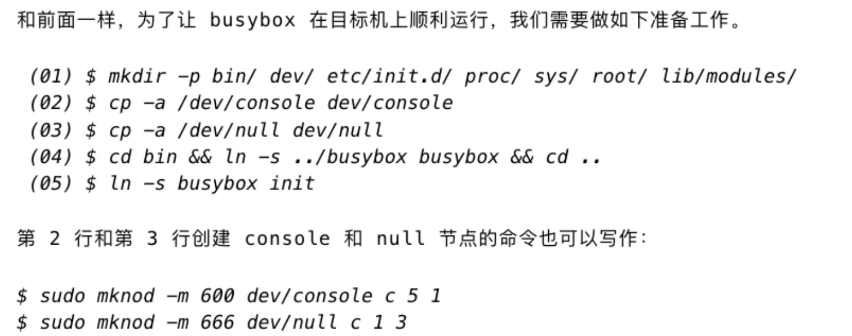 和前面一样，为了让 busybox 在目标机上顺利运行，我们需要做如下准备工作。
(01) $ mkdir -p bin/ dev/ etc/init.d/ proc/ sys/ root/ lib/modules/
(02) $ cp -a /dev/console dev/console
(03) $ cp -a /dev/null dev/null
(04) $ cd bin && ln -s ../busybox busybox && cd ..
(05) $ ln -s busybox init
第 2 行和第 3 行创建 console 和 null 节点的命令也可以写作：
$ sudo mknod -m 600 dev/console c 5 1
$ sudo mknod -m 666 dev/null c 1 3